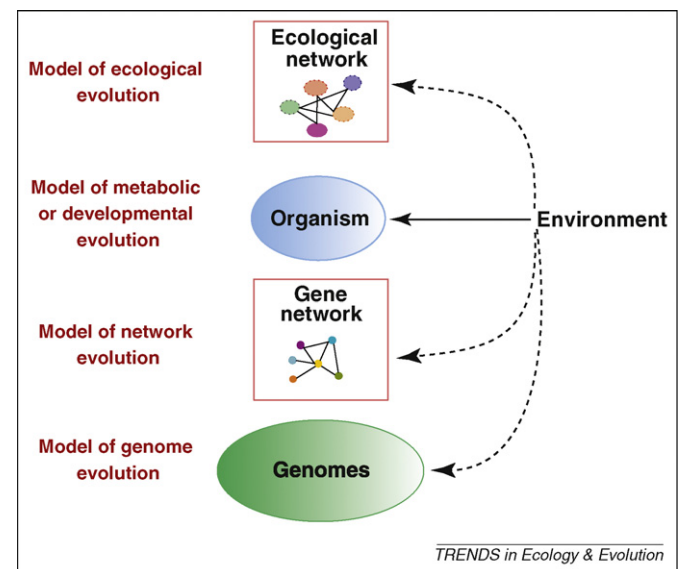 Ecological
network
Model of ecological
evolution
Model of metabolic
or developmental
evolution
Organism
Environment
Gene
network
Model of network
evolution
Model of genome
evolution
Genomes
TRENDS in Ecology & Evolution